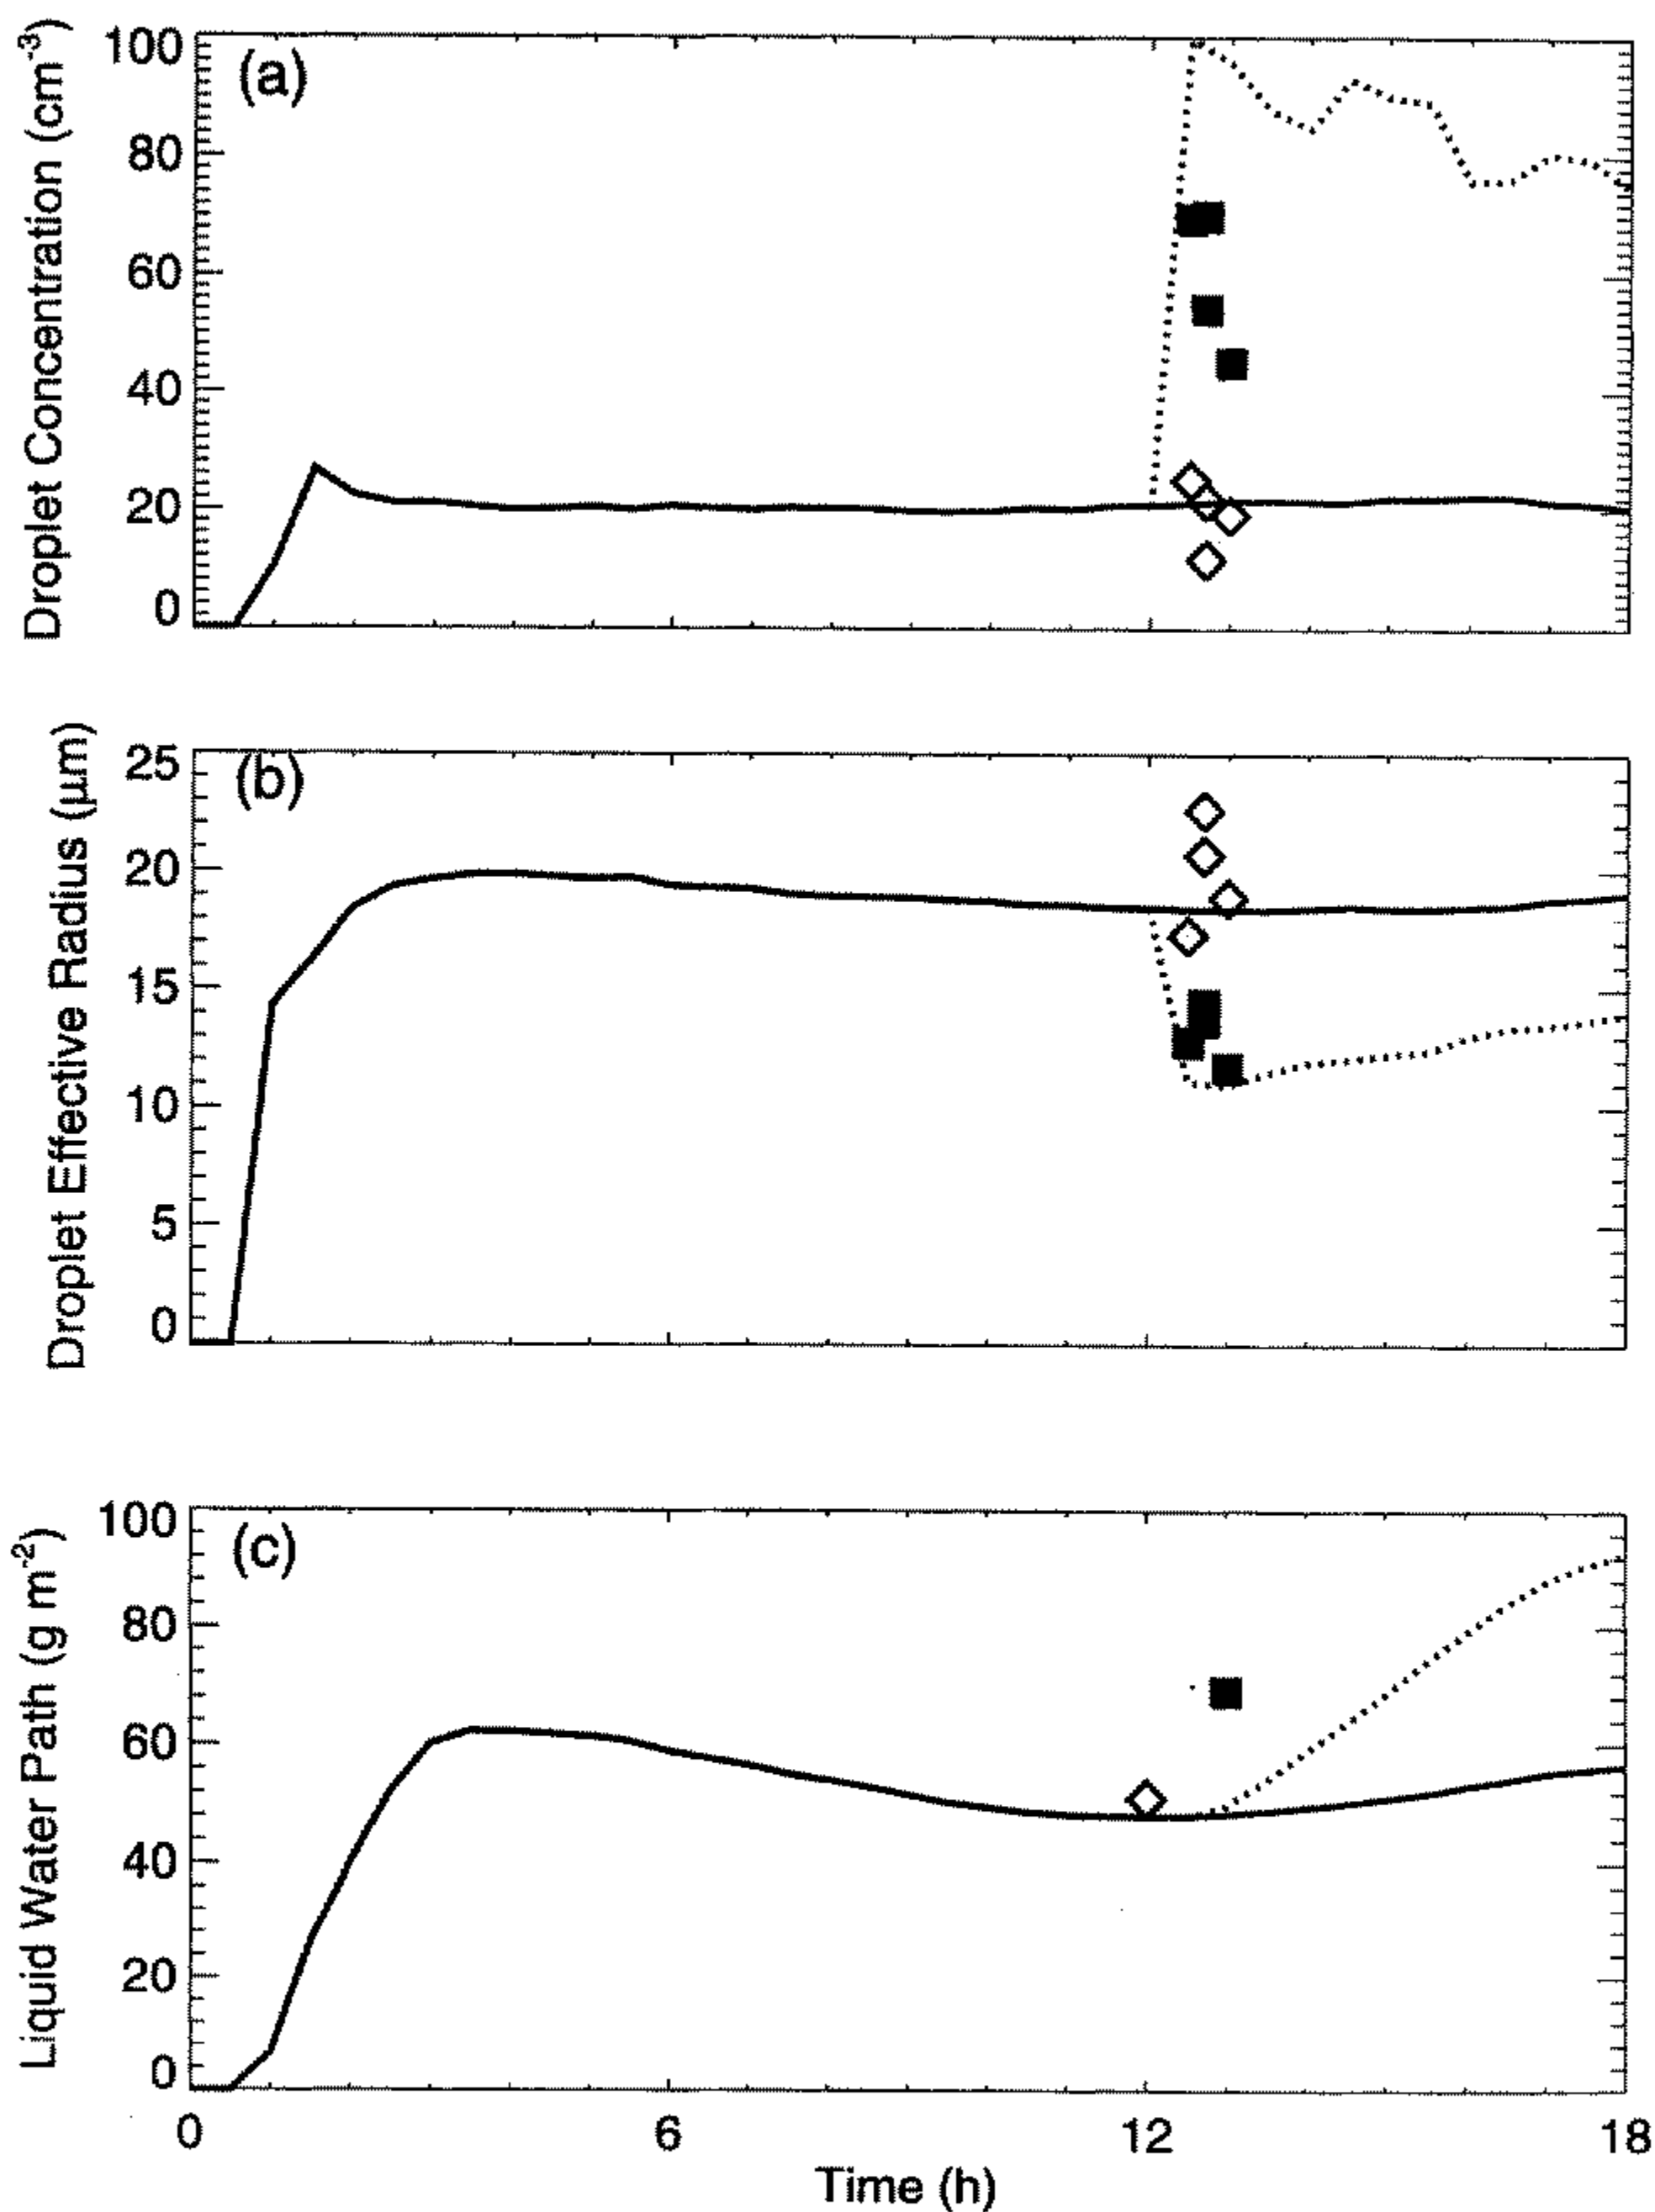 (a)
Droplet Concentration (cm⁻³)
100
80
60
40
20
0
(b)
Droplet Effective Radius (μm)
25
20
15
10
5
0
(c)
Liquid Water Path (g m⁻²)
100
80
60
40
20
0
0 6 12 18
Time (h)